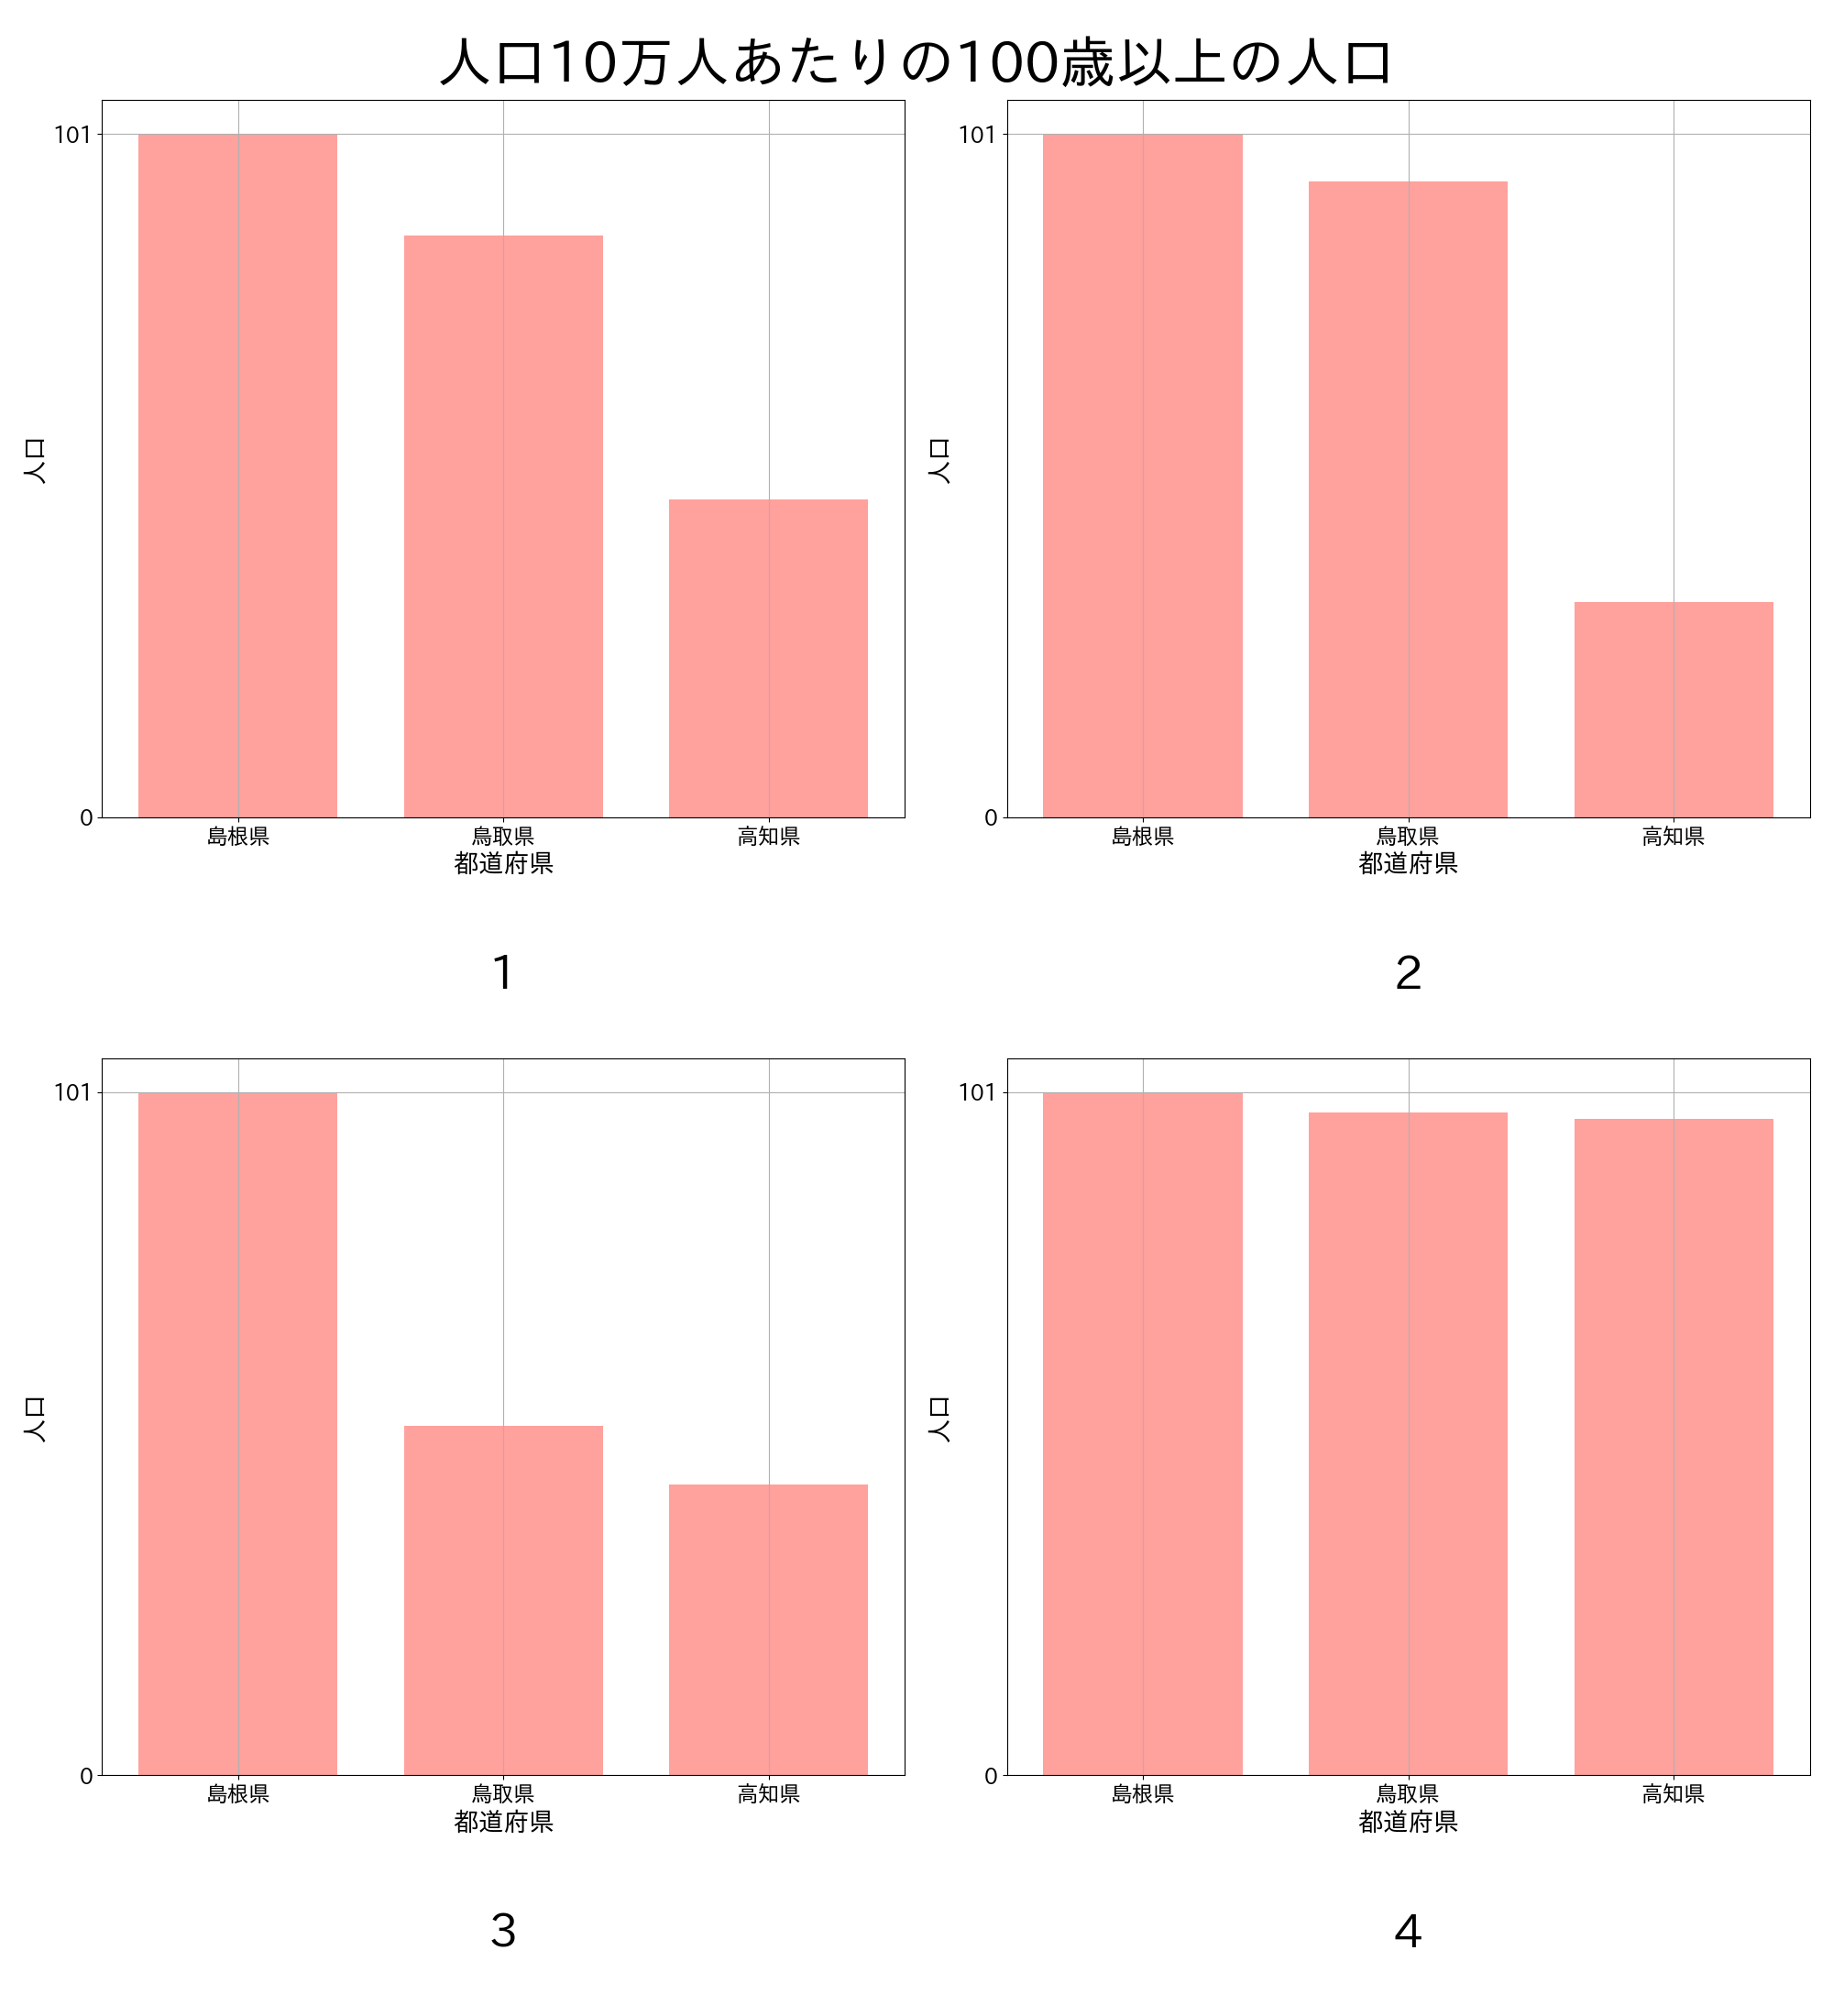 人口10万人あたりの100歳以上の人口
101
0
人口
島根県 鳥取県 高知県
都道府県
1
101
0
人口
島根県 鳥取県 高知県
都道府県
2
101
0
人口
島根県 鳥取県 高知県
都道府県
3
101
0
人口
島根県 鳥取県 高知県
都道府県
4